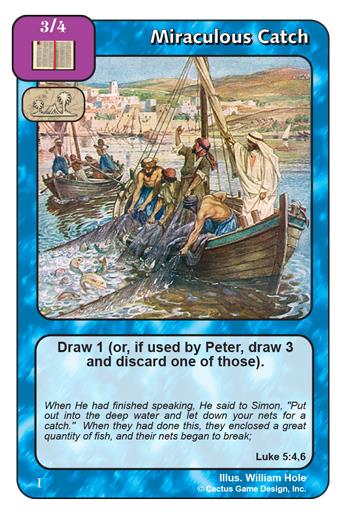 3/4
Miraculous Catch
Draw 1 (or, if used by Peter, draw 3
and discard one of those).
When He had finished speaking, He said to Simon, "Put
out into the deep water and let down your nets for a
catch."  When they had done this, they enclosed a great
quantity of fish, and their nets began to break;
Luke 5:4,6
I
Illus. William Hole
© Cactus Game Design, Inc.